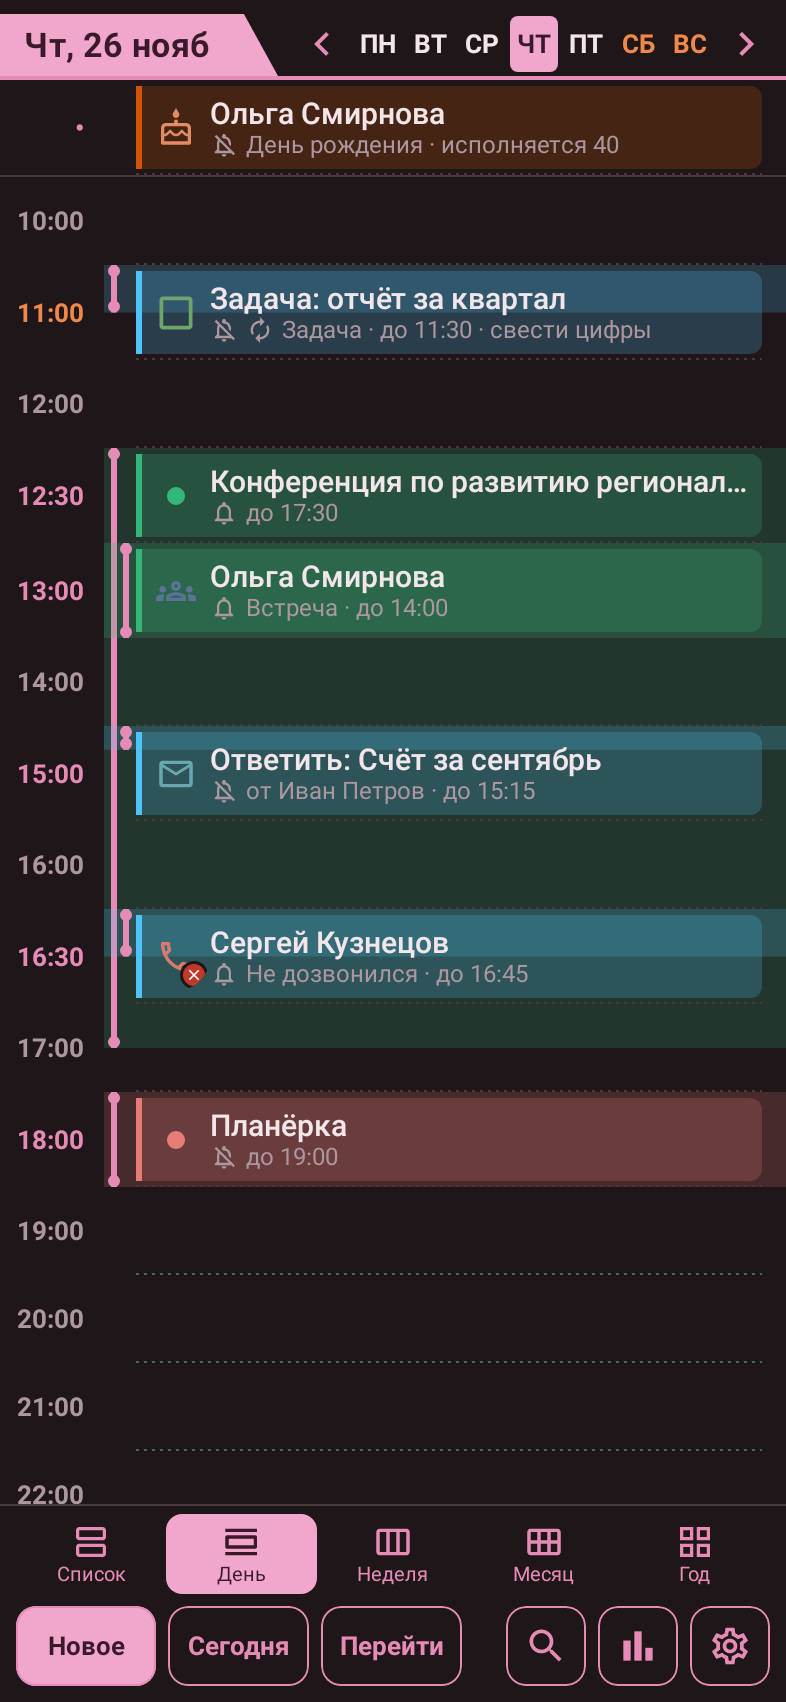 Чт, 26 нояб
ПН ВТ СР ЧТ ПТ СБ ВС
Ольга Смирнова
День рождения · исполняется 40
10:00
11:00
Задача: отчёт за квартал
Задача · до 11:30 · свести цифры
12:00
12:30
Конференция по развитию регионал...
до 17:30
13:00
Ольга Смирнова
Встреча · до 14:00
14:00
15:00
Ответить: Счёт за сентябрь
от Иван Петров · до 15:15
16:00
16:30
Сергей Кузнецов
Не дозвонился · до 16:45
17:00
18:00
Планёрка
до 19:00
19:00
20:00
21:00
22:00
Список День Неделя Месяц Год
Новое Сегодня Перейти